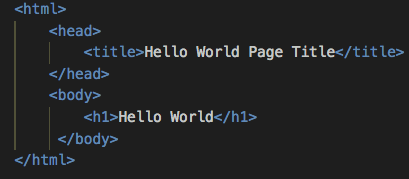 <html>
    <head>
        <title>Hello World Page Title</title>
    </head>
    <body>
        <h1>Hello World</h1>
     </body>
</html>